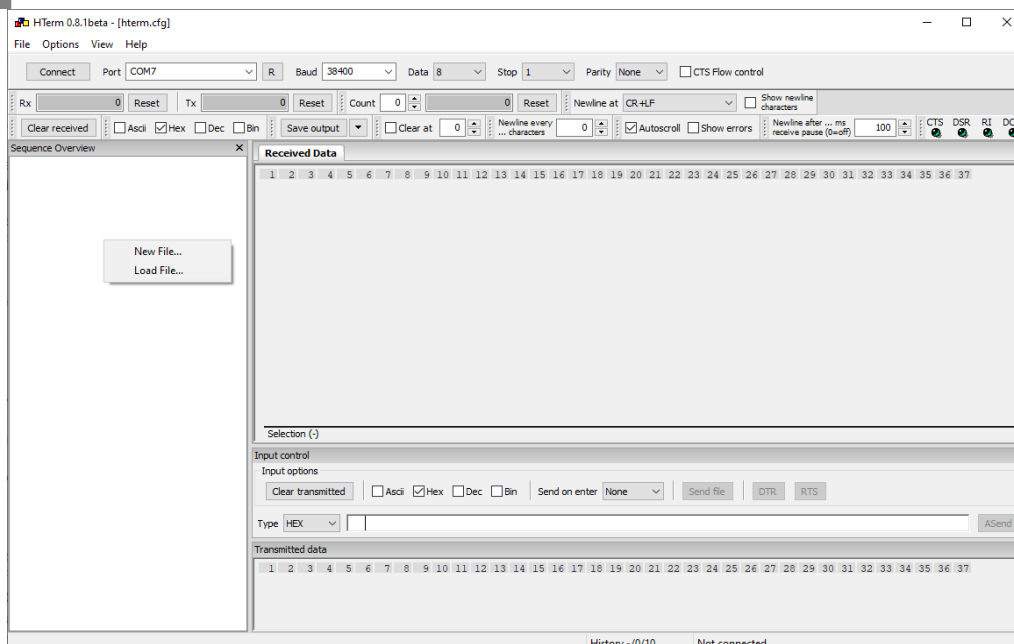 HTerm 0.8.1beta - [hterm.cfg]
File Options View Help
Connect Port COM7 R Baud 38400 Data 8 Stop 1 Parity None CTS Flow control
Rx 0 Reset Tx 0 Reset Count 0 0 Reset Newline at CR+LF Show newline characters
Clear received Ascii Hex Dec Bin Save output Clear at 0 Newline every ... characters 0 Autoscroll Show errors Newline after ... ms receive pause (0=off) 100 CTS DSR RI
Sequence Overview
Received Data
1 2 3 4 5 6 7 8 9 10 11 12 13 14 15 16 17 18 19 20 21 22 23 24 25 26 27 28 29 30 31 32 33 34 35 36 37
New File...
Load File...
Selection (-)
Input control
Input options
Clear transmitted Ascii Hex Dec Bin Send on enter None Send file DTR RTS
Type HEX ASend
Transmitted data
1 2 3 4 5 6 7 8 9 10 11 12 13 14 15 16 17 18 19 20 21 22 23 24 25 26 27 28 29 30 31 32 33 34 35 36 37
History -/0/10 Not connected